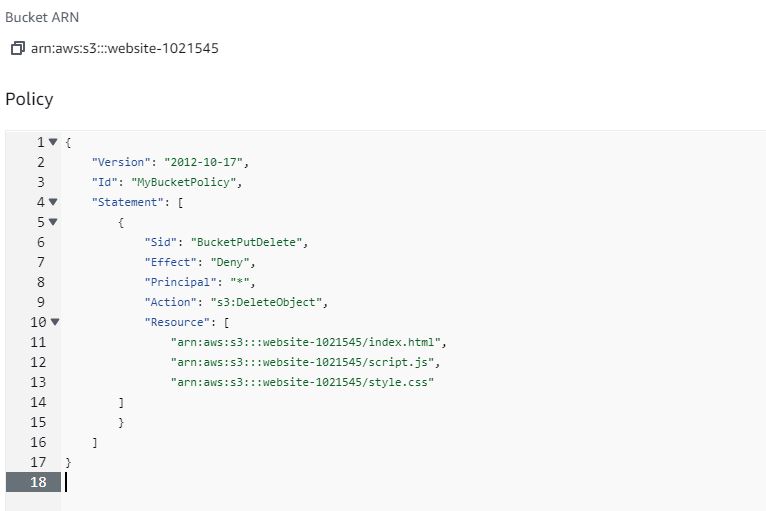 Bucket ARN
arn:aws:s3:::website-1021545
Policy
1 {
2 "Version": "2012-10-17",
3 "Id": "MyBucketPolicy",
4 "Statement": [
5 {
6 "Sid": "BucketPutDelete",
7 "Effect": "Deny",
8 "Principal": "*",
9 "Action": "s3:DeleteObject",
10 "Resource": [
11 "arn:aws:s3:::website-1021545/index.html",
12 "arn:aws:s3:::website-1021545/script.js",
13 "arn:aws:s3:::website-1021545/style.css"
14 ]
15 }
16 ]
17 }
18